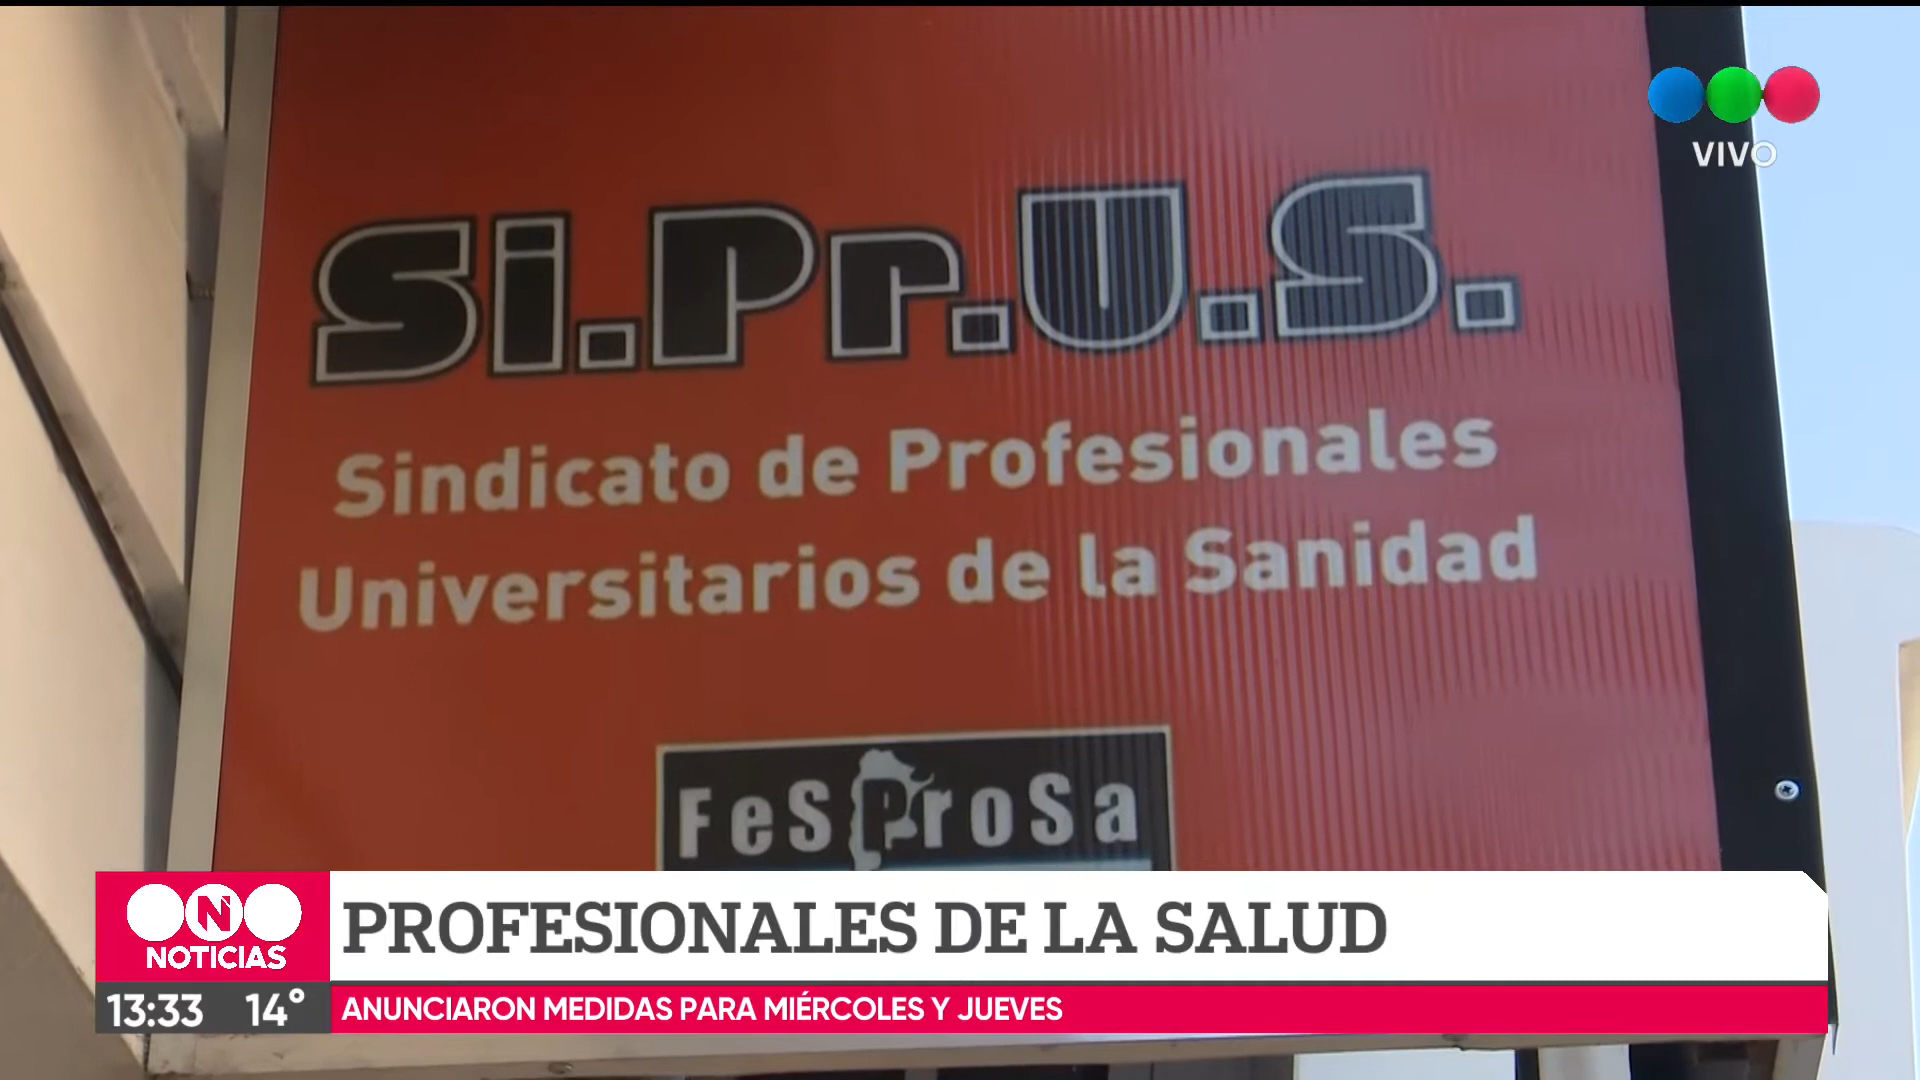 VIVO
Si.Pr.U.S.
Sindicato de Profesionales
Universitarios de la Sanidad
FeSProSa
N
NOTICIAS
PROFESIONALES DE LA SALUD
13:33 14°
ANUNCIARON MEDIDAS PARA MIÉRCOLES Y JUEVES